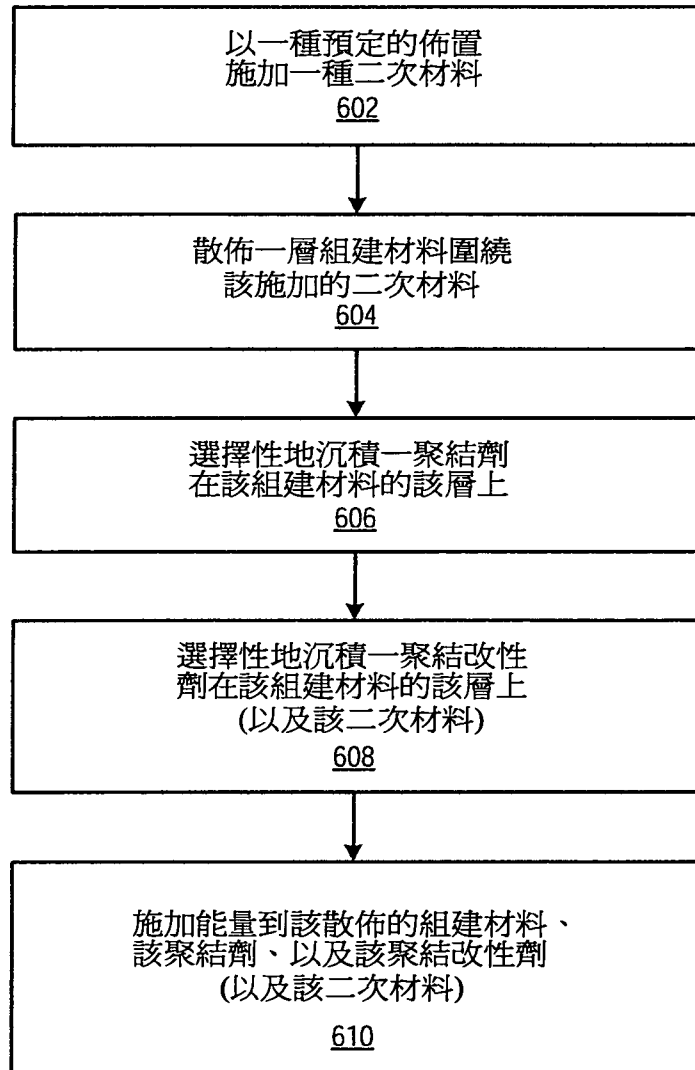 以一種預定的佈置
施加一種二次材料
602
散佈一層組建材料圍繞
該施加的二次材料
604
選擇性地沉積一聚結劑
在該組建材料的該層上
606
選擇性地沉積一聚結改性
劑在該組建材料的該層上
(以及該二次材料)
608
施加能量到該散佈的組建材料、
該聚結劑、以及該聚結改性劑
(以及該二次材料)
610